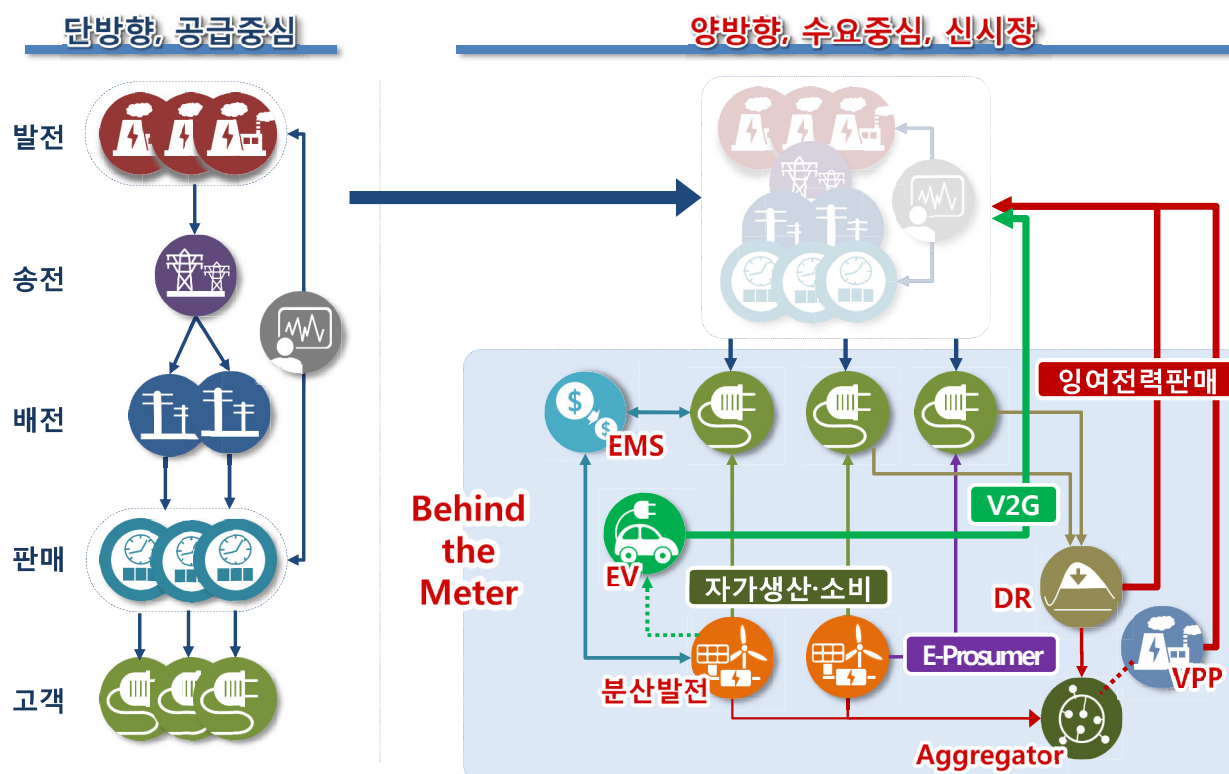 단방향, 공급중심
양방향, 수요중심, 신시장
발전
송전
배전
판매
고객
잉여전력판매
$
$
EMS
Behind
the
Meter
V2G
EV
자가생산·소비
DR
E-Prosumer
분산발전
VPP
Aggregator